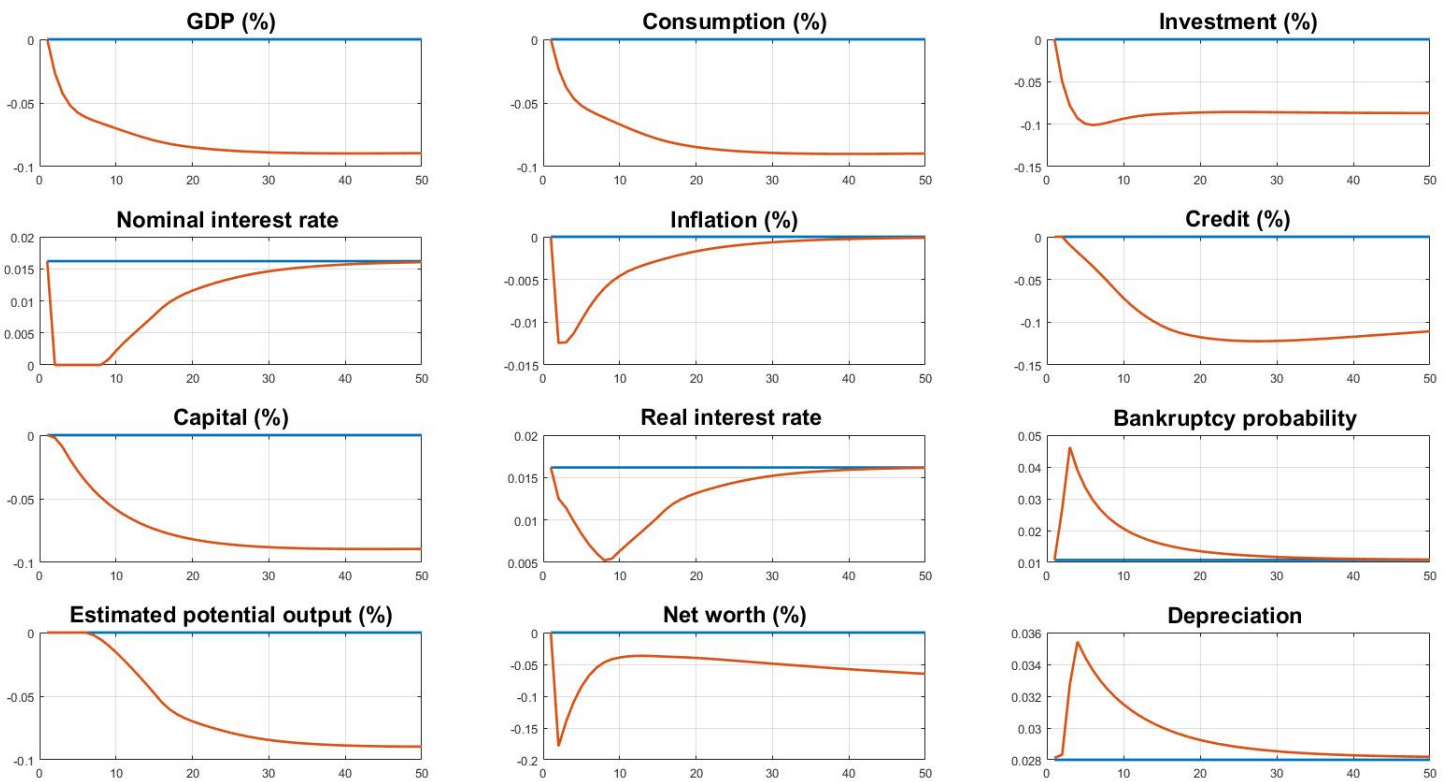 GDP (%)
0
-0.05
-0.1
0 10 20 30 40 50
Consumption (%)
0
-0.05
-0.1
0 10 20 30 40 50
Investment (%)
0
-0.05
-0.1
-0.15
0 10 20 30 40 50
Nominal interest rate
0.02
0.015
0.01
0.005
0
0 10 20 30 40 50
Inflation (%)
0
-0.005
-0.01
-0.015
0 10 20 30 40 50
Credit (%)
0
-0.05
-0.1
-0.15
0 10 20 30 40 50
Capital (%)
0
-0.05
-0.1
0 10 20 30 40 50
Real interest rate
0.02
0.015
0.01
0.005
0 10 20 30 40 50
Bankruptcy probability
0.05
0.04
0.03
0.02
0.01
0 10 20 30 40 50
Estimated potential output (%)
0
-0.05
-0.1
0 10 20 30 40 50
Net worth (%)
0
-0.05
-0.1
-0.15
-0.2
0 10 20 30 40 50
Depreciation
0.036
0.034
0.032
0.03
0.028
0 10 20 30 40 50